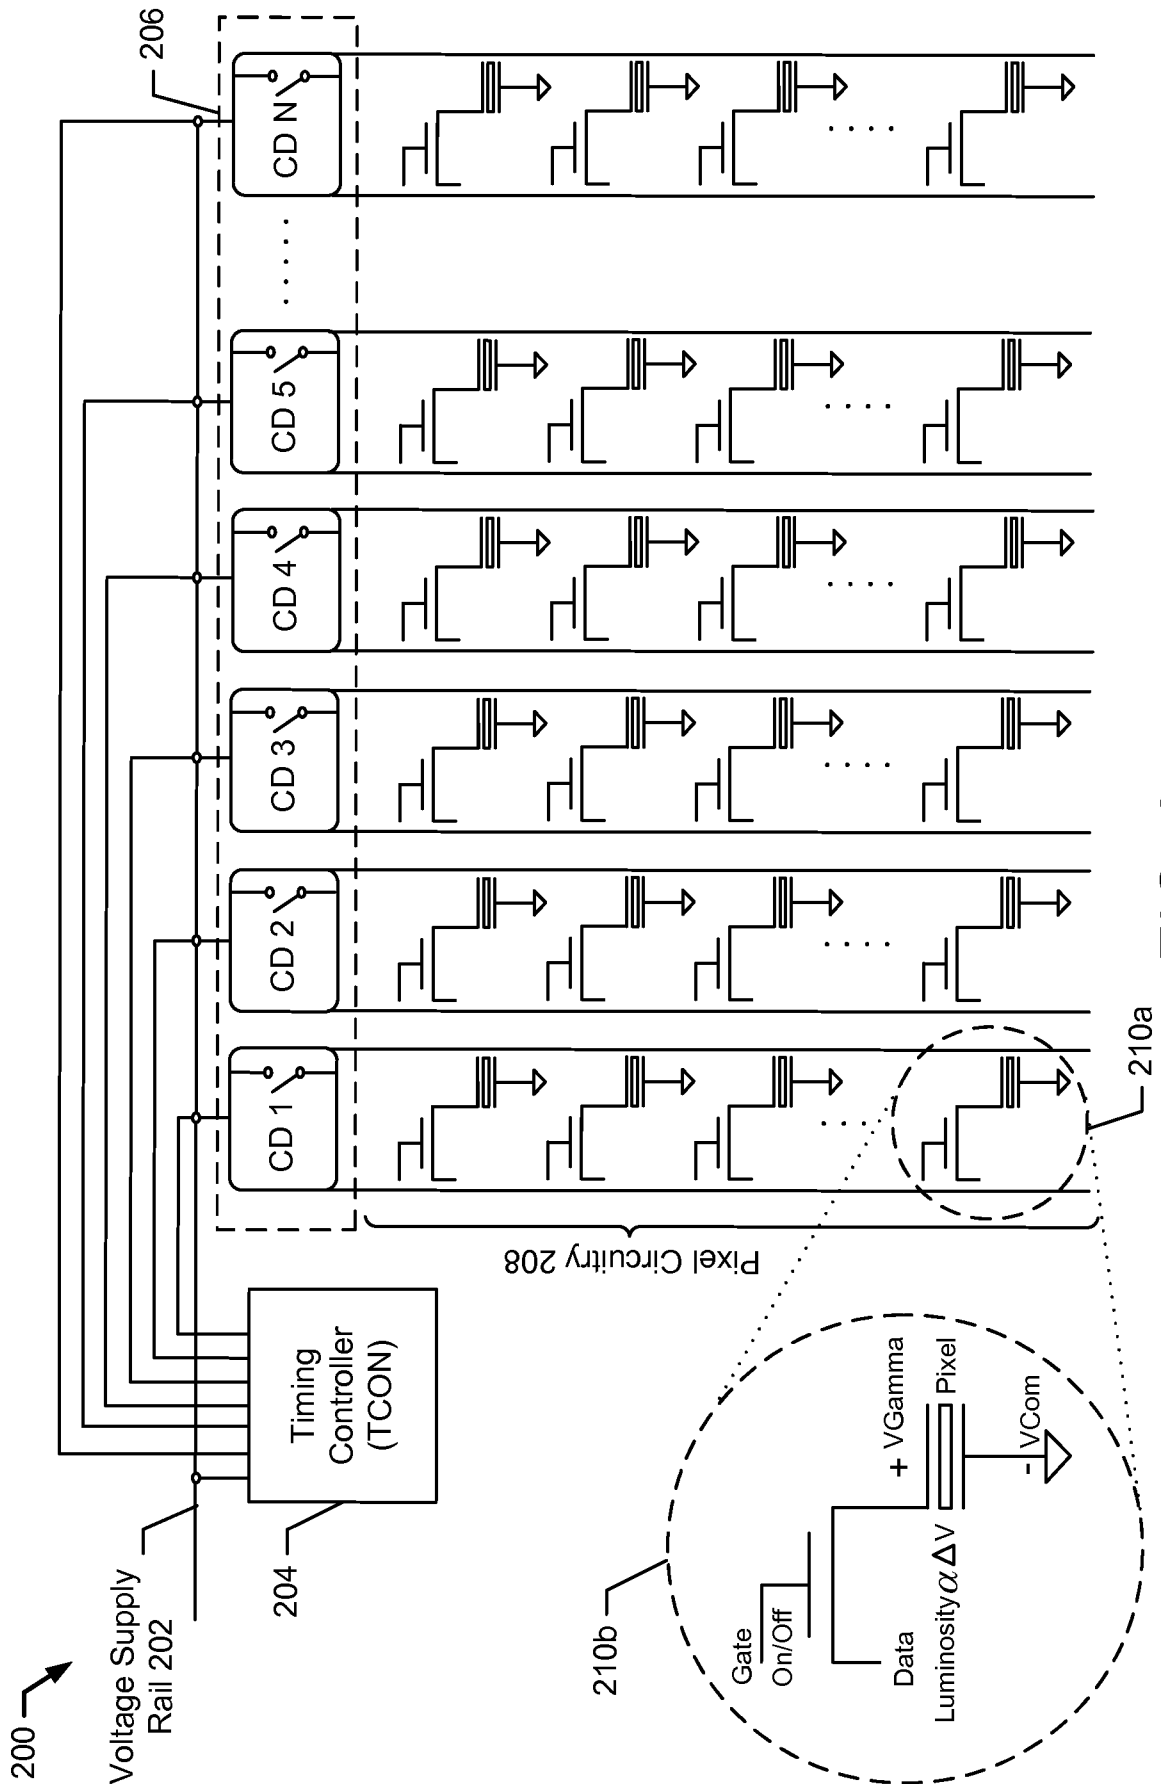 200
Voltage Supply
Rail 202
204
Timing
Controller
(TCON)
206
CD 1
CD 2
CD 3
CD 4
CD 5
.....
CD N
Pixel Circuitry 208
....
....
....
....
....
....
210a
210b
Gate
On/Off
Data
+ VGamma
Pixel
Luminosity α Δ V
- VCom